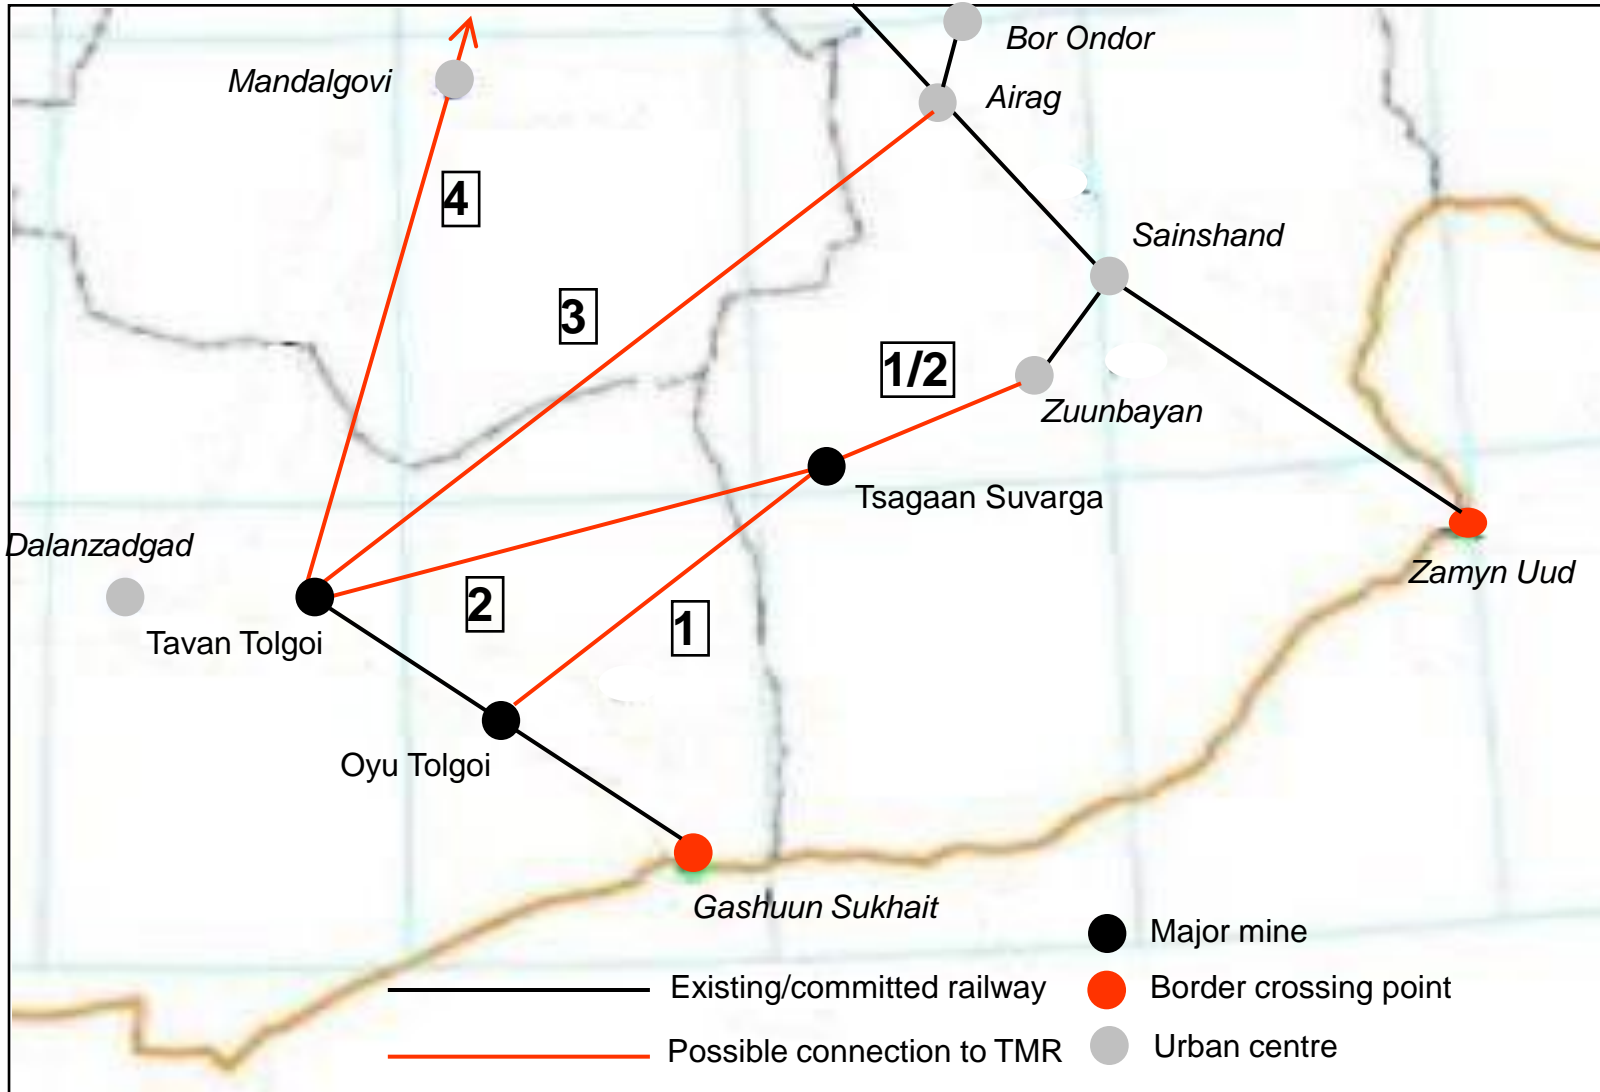 Bor Ondor
Mandalgovi
Airag
4
Sainshand
3
1/2
Zuunbayan
Tsagaan Suvarga
Dalanzadgad
Zamyn Uud
2
1
Tavan Tolgoi
Oyu Tolgoi
Gashuun Sukhait
Major mine
Existing/committed railway
Border crossing point
Possible connection to TMR
Urban centre